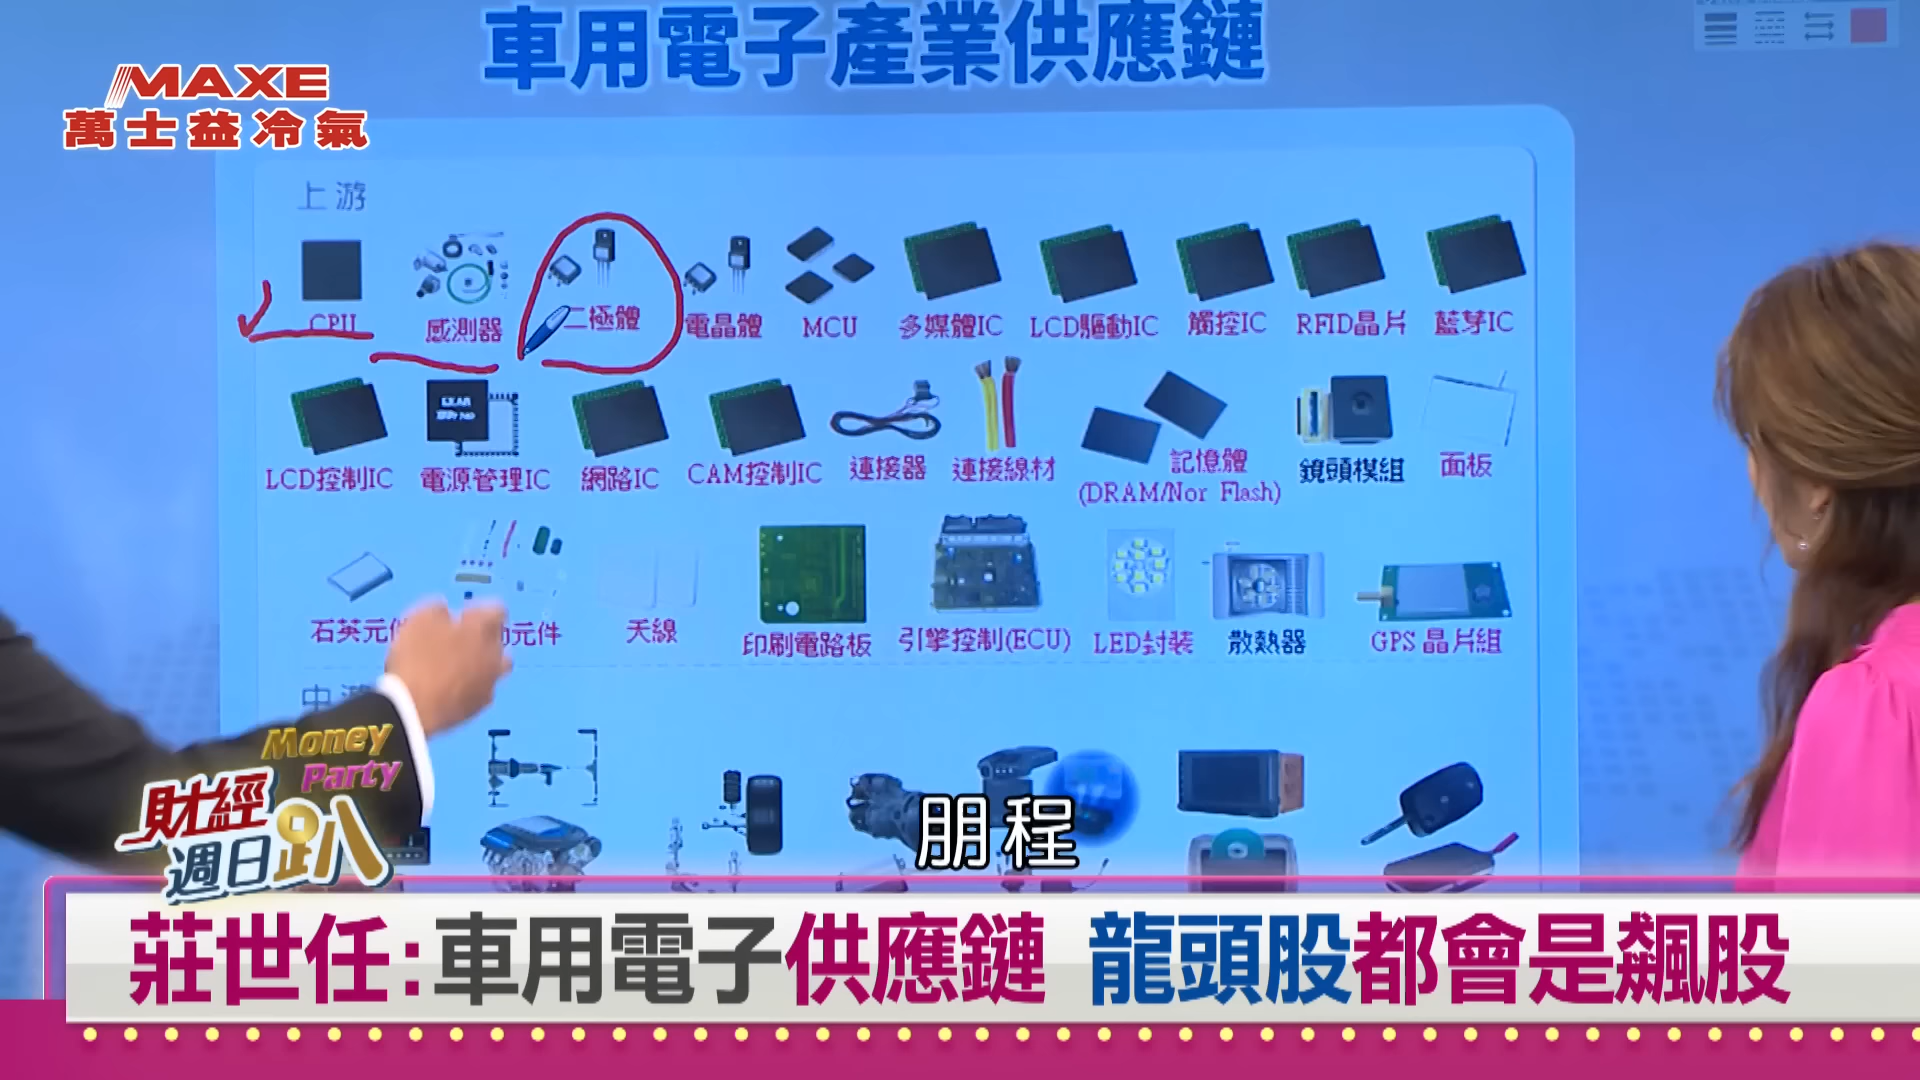 車用電子產業供應鏈
MAXE
萬士益冷氣
上游
CPU 感測器 二極體 電晶體 MCU 多媒體IC LCD驅動IC 觸控IC RFID晶片 藍芽IC
LCD控制IC 電源管理IC 網路IC CAM控制IC 連接器 連接線材 記憶體 鏡頭模組 面板
(DRAM/Nor Flash)
石英元 元件 天線 印刷電路板 引擎控制(ECU) LED封裝 散熱器 GPS 晶片組
中
Money
Party
財經
週日趴
朋程
莊世任:車用電子供應鏈 龍頭股都會是飆股